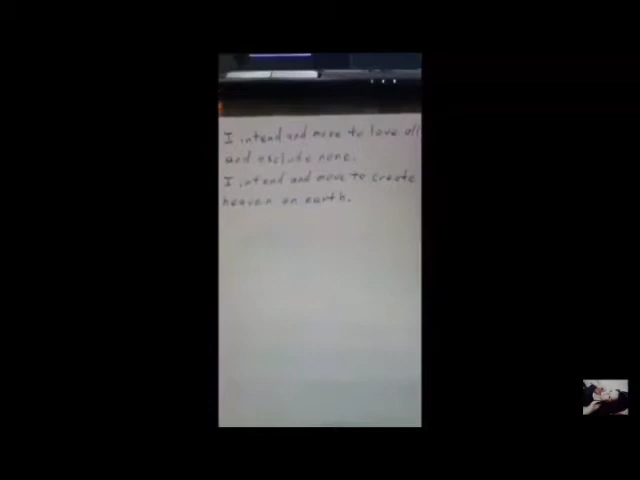 I intend and move to love all
and exclude none.
I intend and move to create
heaven on earth.